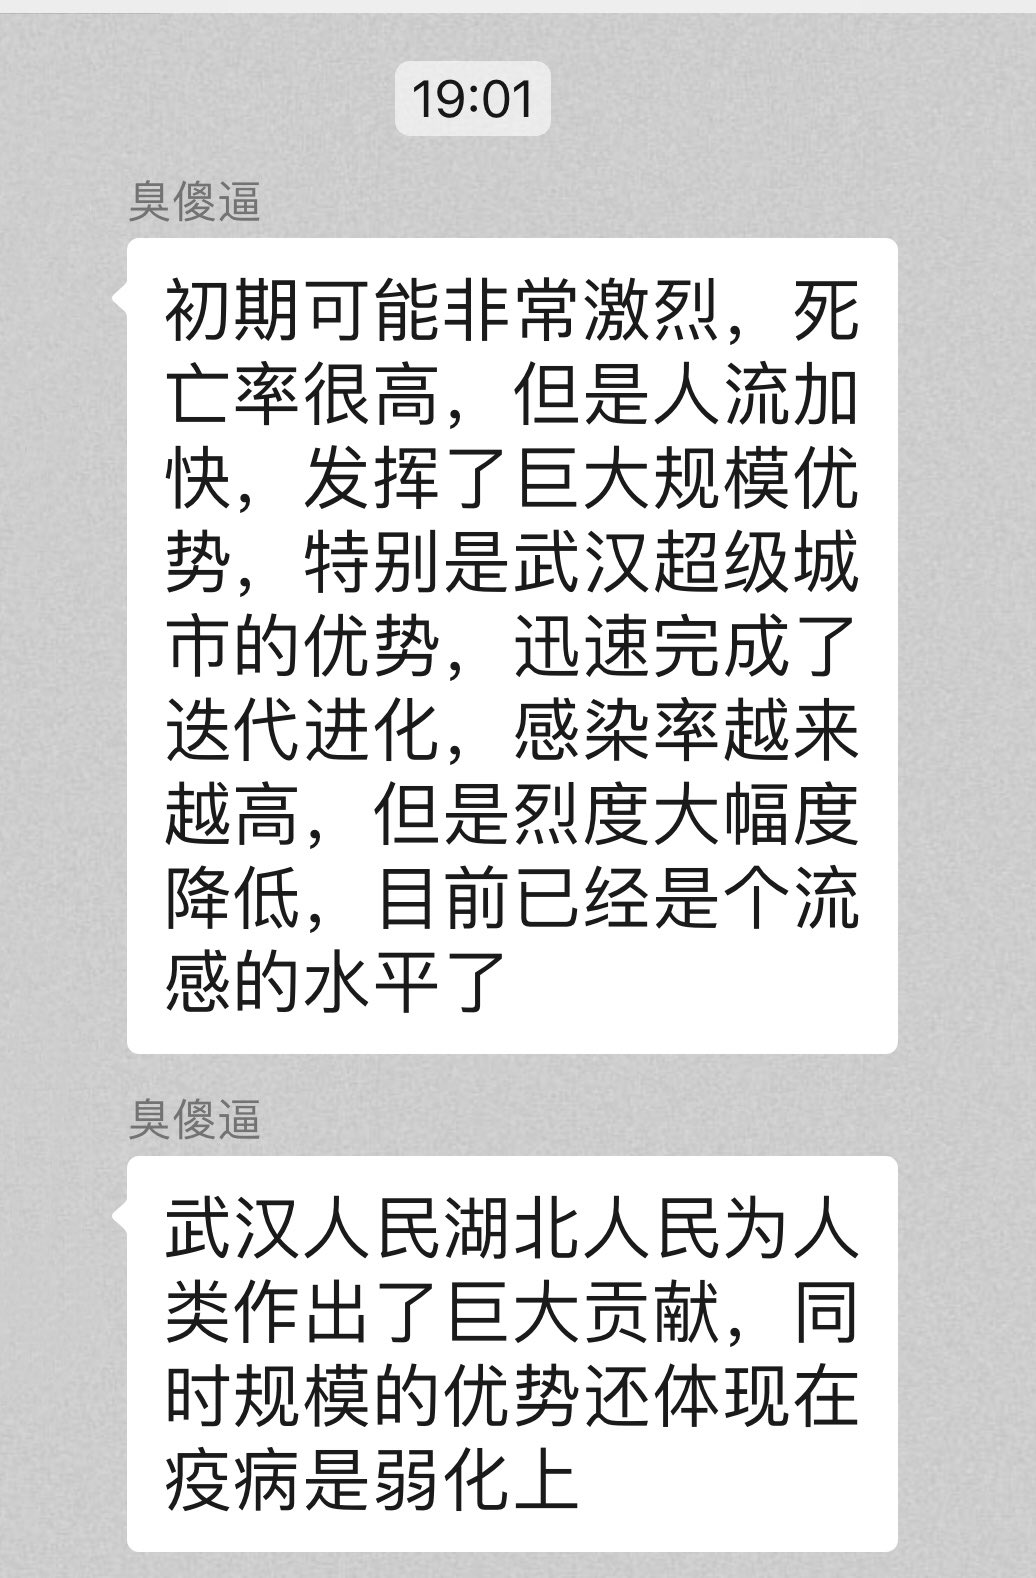 19:01
臭傻逼
初期可能非常激烈，死
亡率很高，但是人流加
快，发挥了巨大规模优
势，特别是武汉超级城
市的优势，迅速完成了
迭代进化，感染率越来
越高，但是烈度大幅度
降低，目前已经是个流
感的水平了
臭傻逼
武汉人民湖北人民为人
类作出了巨大贡献，同
时规模的优势还体现在
疫病是弱化上